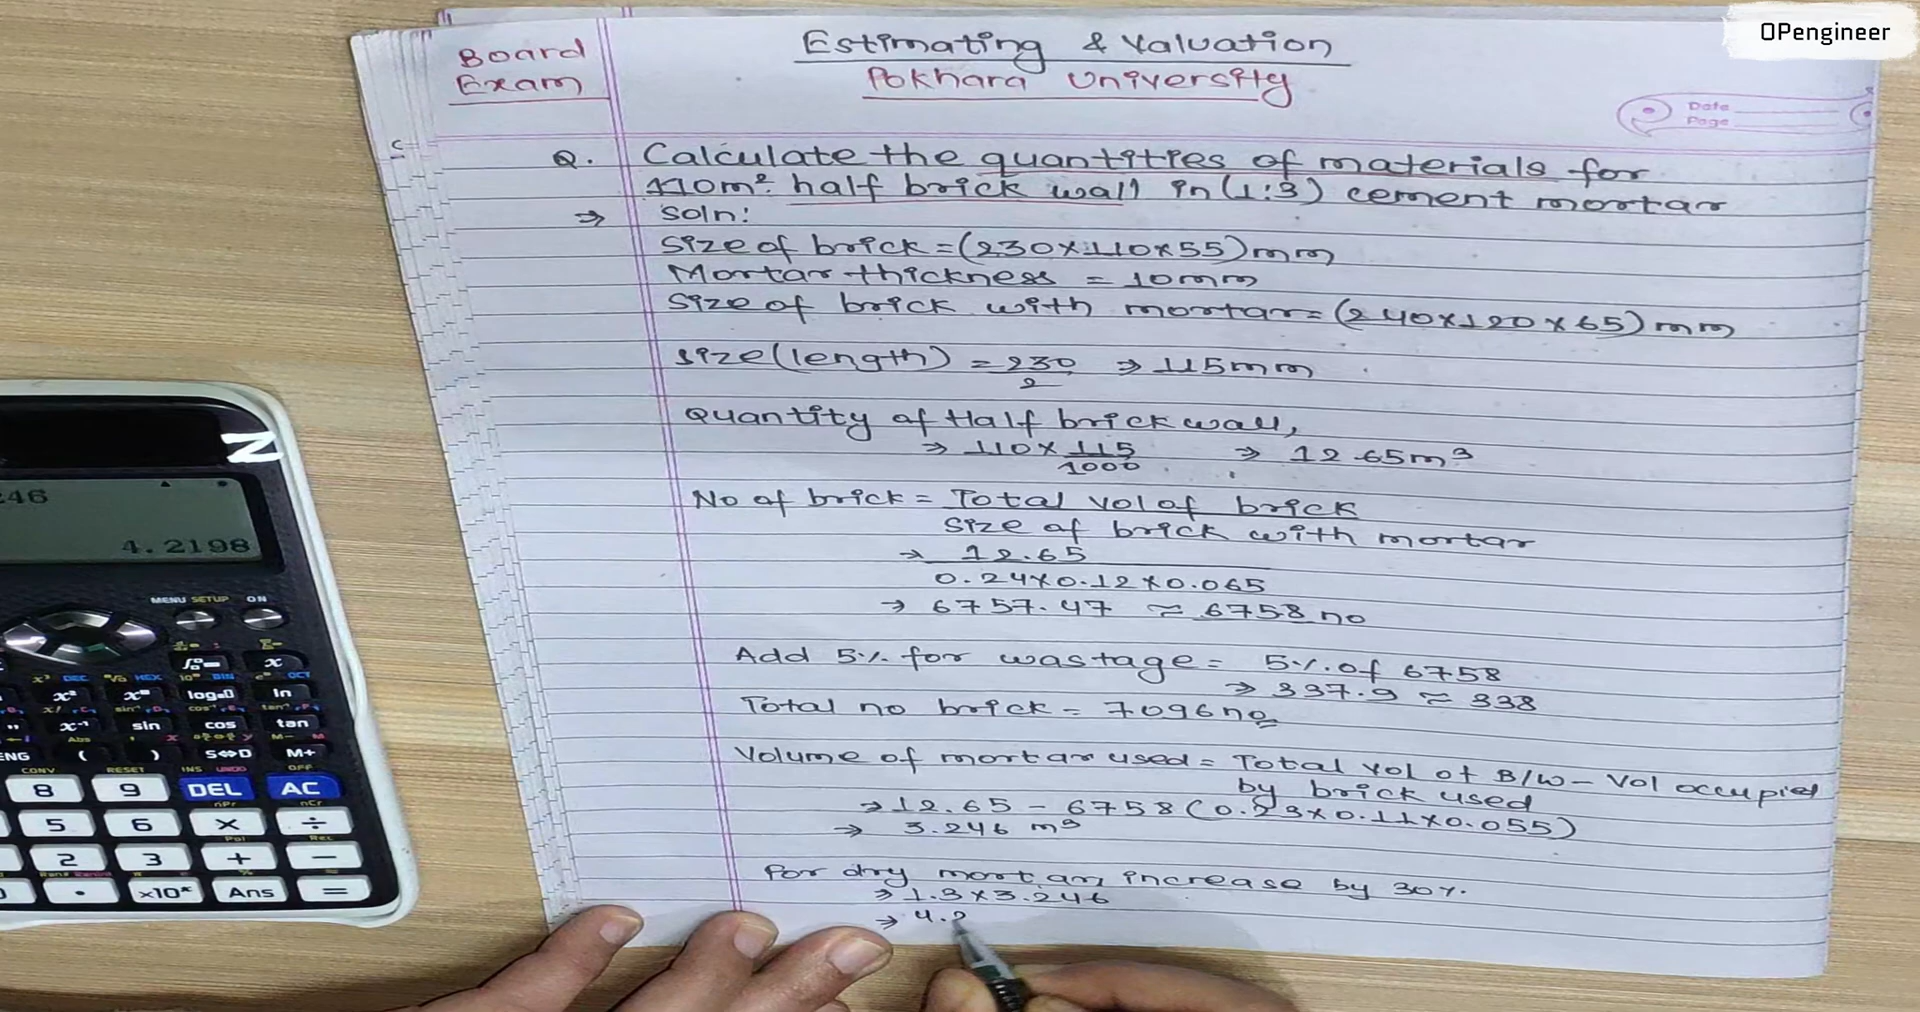 OPengineer
Board
Exam
Estimating & Valuation
Pokhara University
Date
Page
Q. Calculate the quantities of materials for
110m² half brick wall in (1:3) cement mortar
⇒ Soln:
Size of brick = (230×110×55)mm
Mortar thickness = 10mm
Size of brick with mortar = (240×120×65)mm
Size (length) = 230/2 ⇒ 115mm
Quantity of Half brick wall,
⇒ 110 × 115/1000 ⇒ 12.65m³
No of brick = Total vol of brick
Size of brick with mortar
→ 12.65
0.24×0.12×0.065
→ 6757.47 ≈ 6758 no
Add 5% for wastage = 5% of 6758
⇒ 337.9 ≈ 338
Total no brick = 7096 no
Volume of mortar used = Total vol of B/W - Vol occupied
by brick used
⇒ 12.65 - 6758 (0.23×0.11×0.055)
⇒ 3.246 m³
For dry mortar, increase by 30%.
⇒ 1.3×3.246
⇒ 4.2
246
4.2198
MENU SETUP ON
x
x² log ln
x⁻¹ sin cos tan
ENG ( ) S⇔D M+
CONV RESET INS UNDO OFF
8 9 DEL AC
5 6 × ÷
2 3 + −
. ×10ˣ Ans =